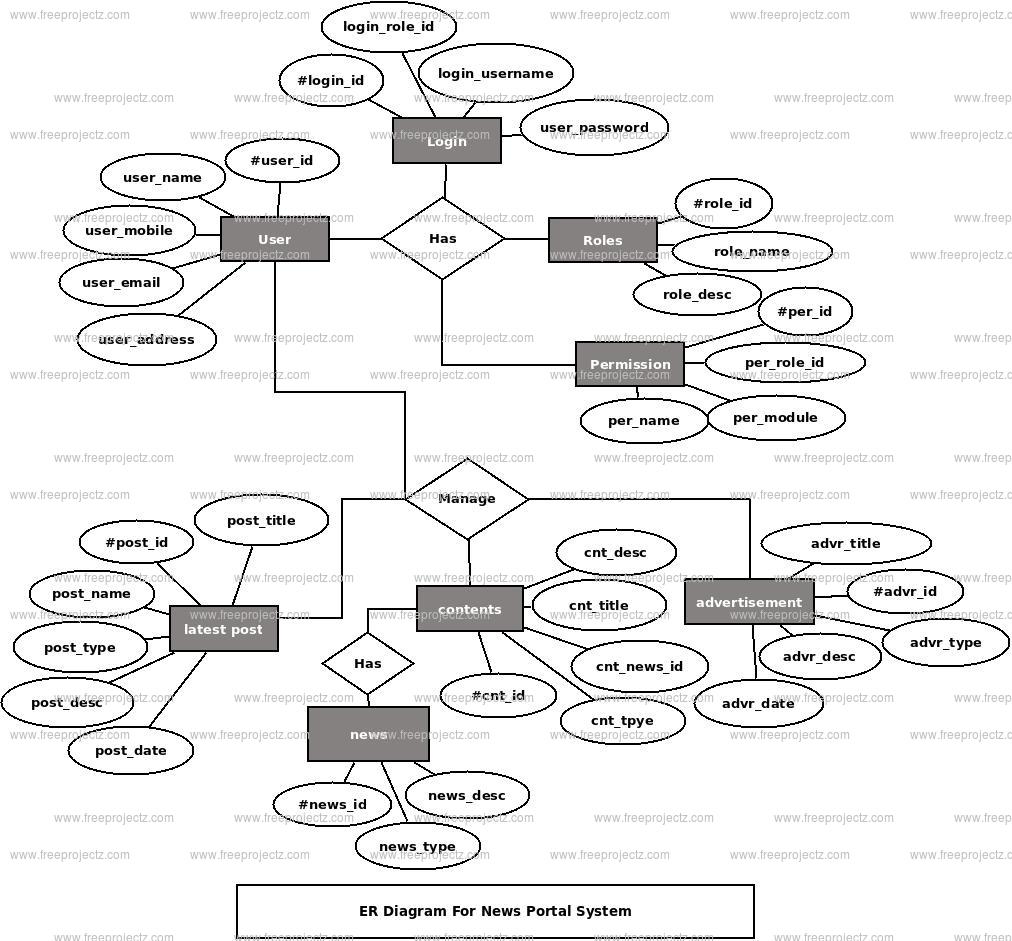 www.freeprojectz.com
login_role_id
#login_id
login_username
user_password
Login
#user_id
user_name
user_mobile
user_email
user_address
User
Has
Roles
#role_id
role_name
role_desc
#per_id
Permission
per_role_id
per_name
per_module
Manage
post_title
#post_id
post_name
post_type
post_desc
post_date
latest post
cnt_desc
contents
cnt_title
cnt_news_id
#cnt_id
cnt_tpye
advr_title
advertisement
#advr_id
advr_type
advr_desc
advr_date
Has
news
#news_id
news_desc
news_type
ER Diagram For News Portal System